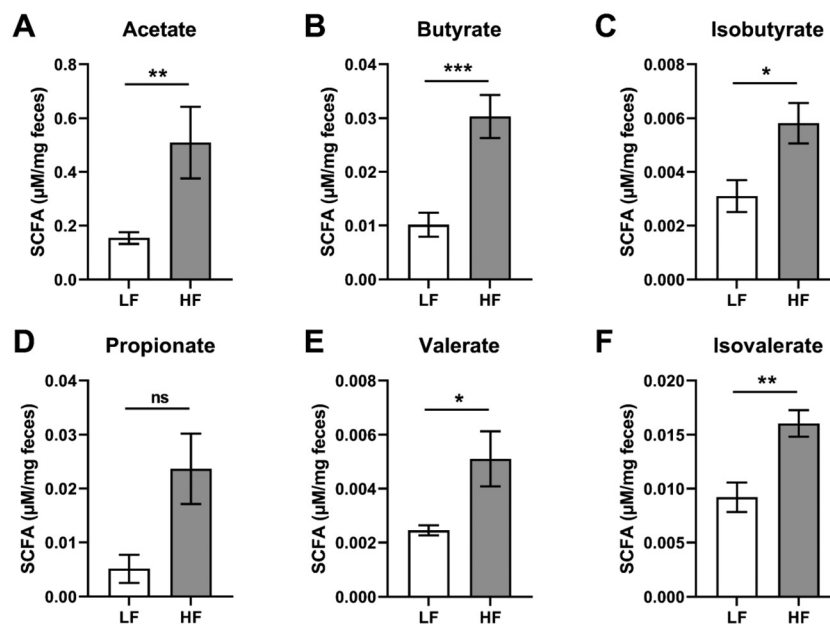 A
Acetate
SCFA (µM/mg feces)
0.8
0.6
0.4
0.2
0.0
**
LF
HF
B
Butyrate
SCFA (µM/mg feces)
0.04
0.03
0.02
0.01
0.00
***
LF
HF
C
Isobutyrate
SCFA (µM/mg feces)
0.008
0.006
0.004
0.002
0.000
*
LF
HF
D
Propionate
SCFA (µM/mg feces)
0.04
0.03
0.02
0.01
0.00
ns
LF
HF
E
Valerate
SCFA (µM/mg feces)
0.008
0.006
0.004
0.002
0.000
*
LF
HF
F
Isovalerate
SCFA (µM/mg feces)
0.020
0.015
0.010
0.005
0.000
**
LF
HF